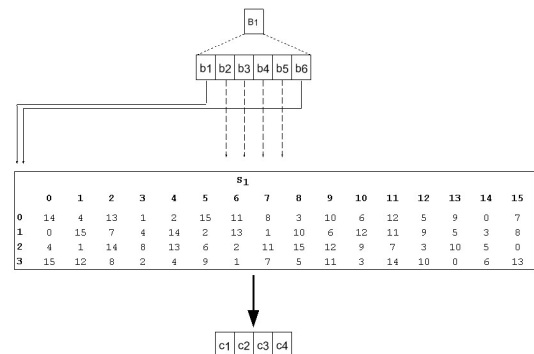 B1
b1 b2 b3 b4 b5 b6
S1
0 1 2 3 4 5 6 7 8 9 10 11 12 13 14 15
0 14 4 13 1 2 15 11 8 3 10 6 12 5 9 0 7
1 0 15 7 4 14 2 13 1 10 6 12 11 9 5 3 8
2 4 1 14 8 13 6 2 11 15 12 9 7 3 10 5 0
3 15 12 8 2 4 9 1 7 5 11 3 14 10 0 6 13
c1 c2 c3 c4